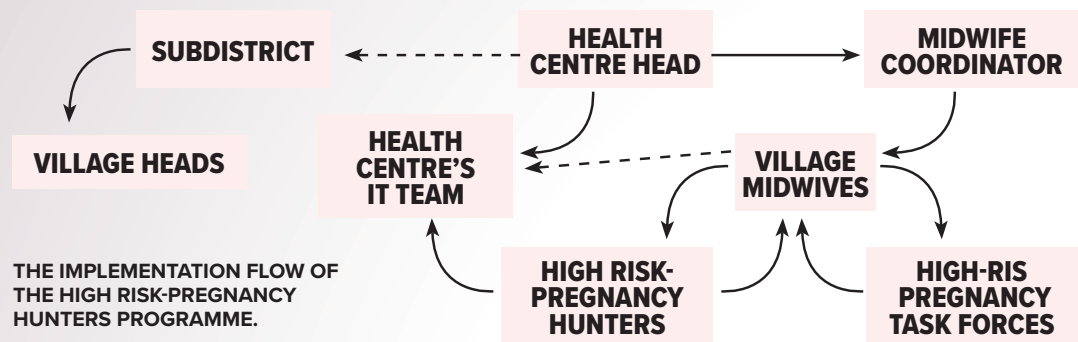 SUBDISTRICT
HEALTH
CENTRE HEAD
MIDWIFE
COORDINATOR
VILLAGE HEADS
HEALTH
CENTRE’S
IT TEAM
VILLAGE
MIDWIVES
THE IMPLEMENTATION FLOW OF
THE HIGH RISK-PREGNANCY
HUNTERS PROGRAMME.
HIGH RISK-
PREGNANCY
HUNTERS
HIGH-RIS
PREGNANCY
TASK FORCES